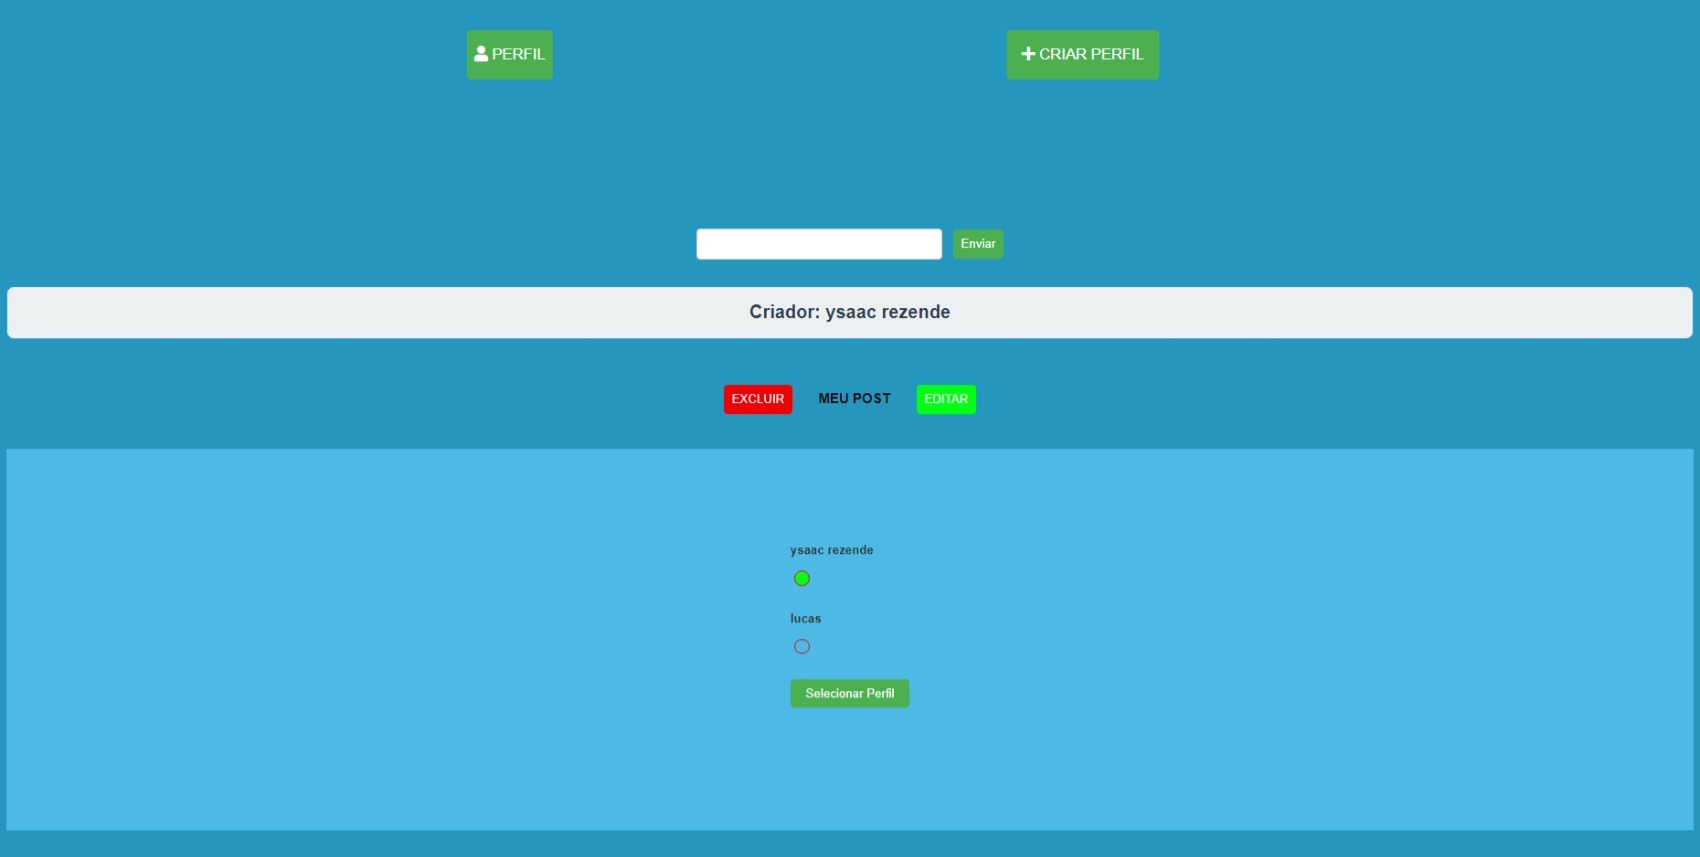 PERFIL
CRIAR PERFIL
Enviar
Criador: ysaac rezende
EXCLUIR
MEU POST
EDITAR
ysaac rezende
lucas
Selecionar Perfil